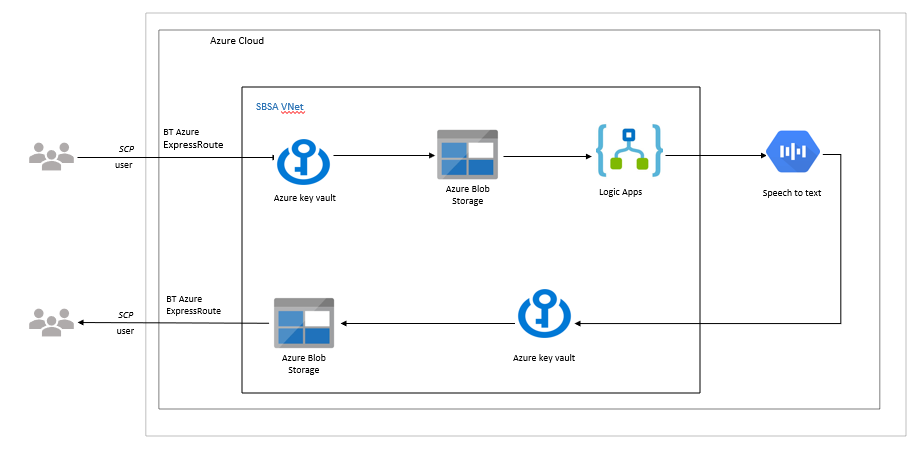 Azure Cloud
SBSA VNet
BT Azure
ExpressRoute
SCP
user
Azure key vault
Azure Blob
Storage
Logic Apps
Speech to text
BT Azure
ExpressRoute
SCP
user
Azure Blob
Storage
Azure key vault